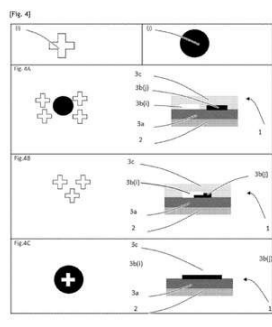 [Fig. 4]
(i) (j)
Fig. 4A
3c
3b(j)
3b(i)
3a
2
1
Fig.4B
3c
3b(i) 3b(j)
3a
2
1
Fig.4C
3c
3b(i) 3b(j)
3a
2
1